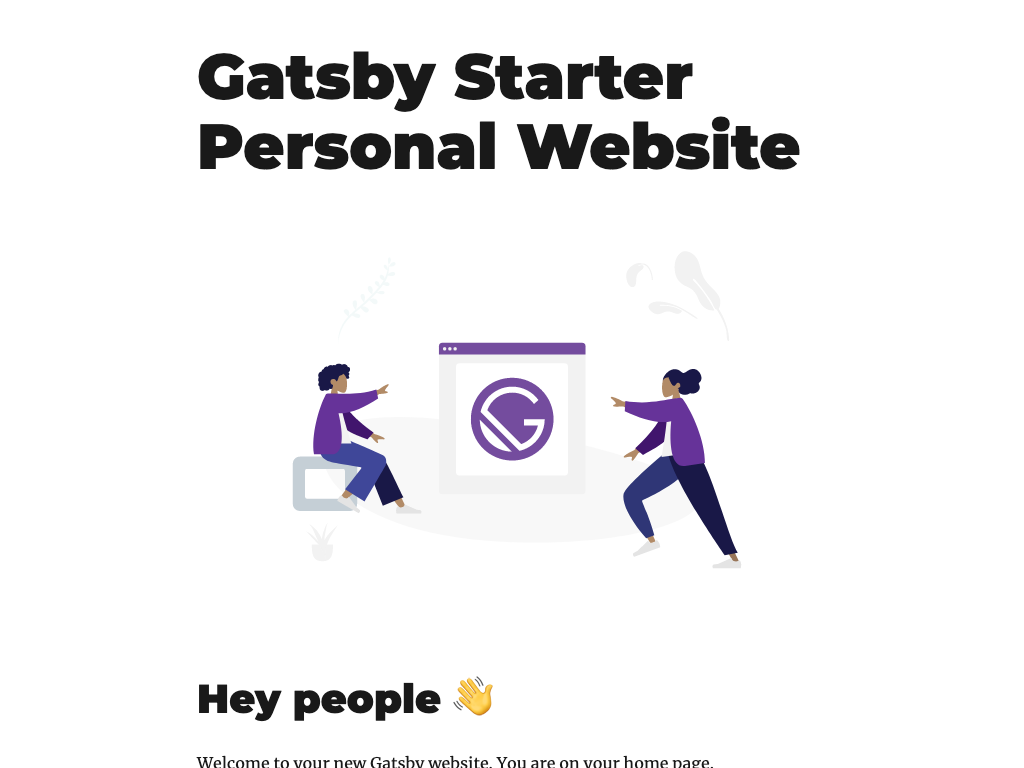 Gatsby Starter
Personal Website
Hey people 👋
Welcome to your new Gatsby website. You are on your home page.